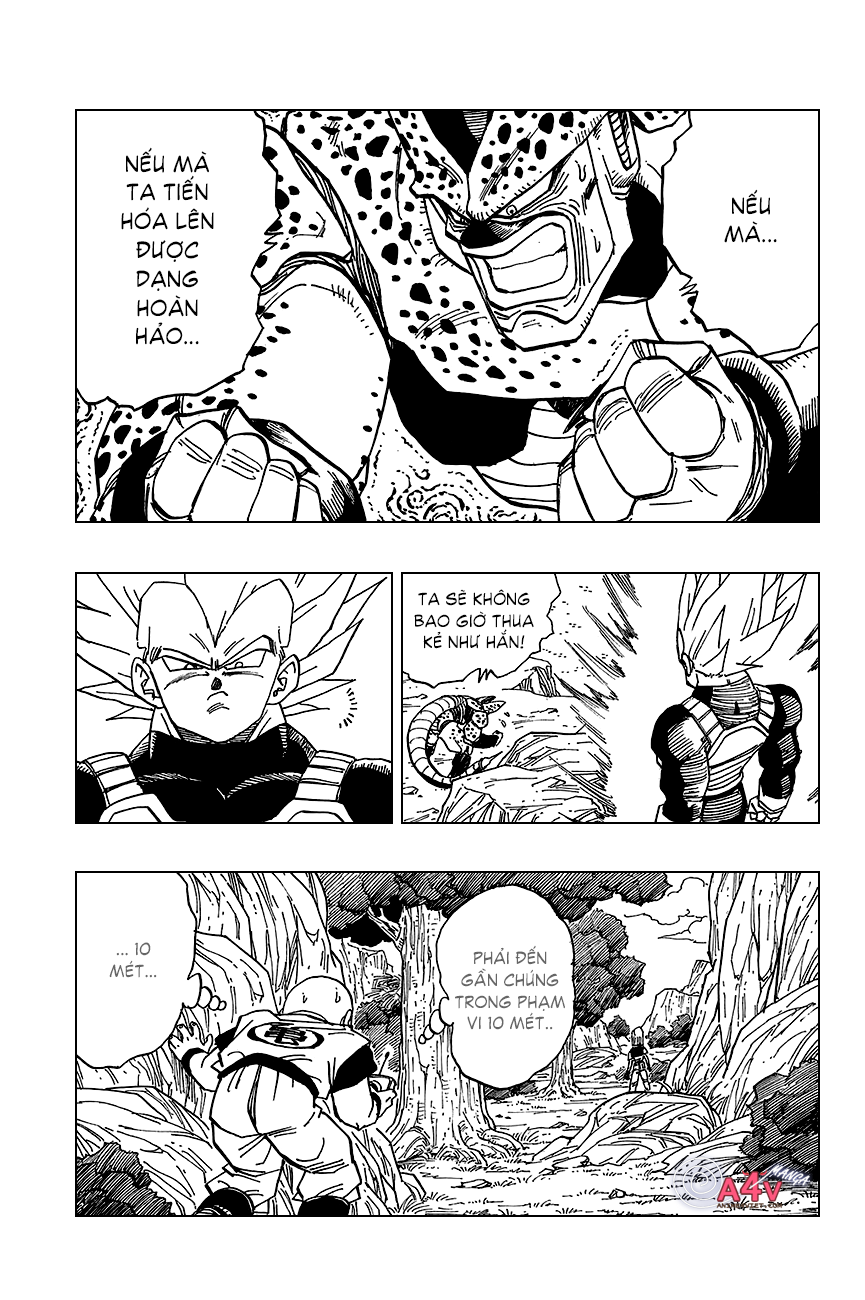 NẾU
MÀ...
NẾU MÀ
TA TIẾN
HÓA LÊN
ĐƯỢC
DẠNG
HOÀN
HẢO...
TA SẼ KHÔNG
BAO GIỜ THUA
KẺ NHƯ HẮN!
PHẢI ĐẾN
GẦN CHÚNG
TRONG PHẠM
VI 10 MÉT..
... 10
MÉT...
MANGA
A4V